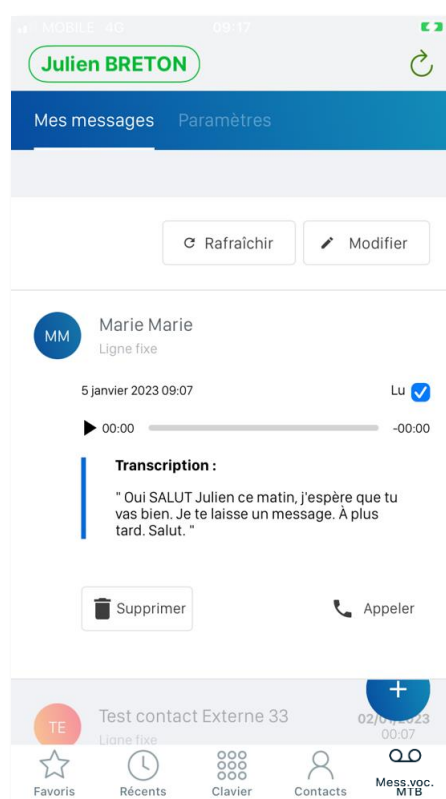 MOBILE 4G 09:17
Julien BRETON
Mes messages Paramètres
Rafraîchir Modifier
MM Marie Marie
Ligne fixe
5 janvier 2023 09:07 Lu
00:00 -00:00
Transcription :
" Oui SALUT Julien ce matin, j'espère que tu
vas bien. Je te laisse un message. À plus
tard. Salut. "
Supprimer Appeler
+
TE Test contact Externe 33 02/01/2023
Ligne fixe 00:07
Favoris Récents Clavier Contacts Mess.voc.
MTB